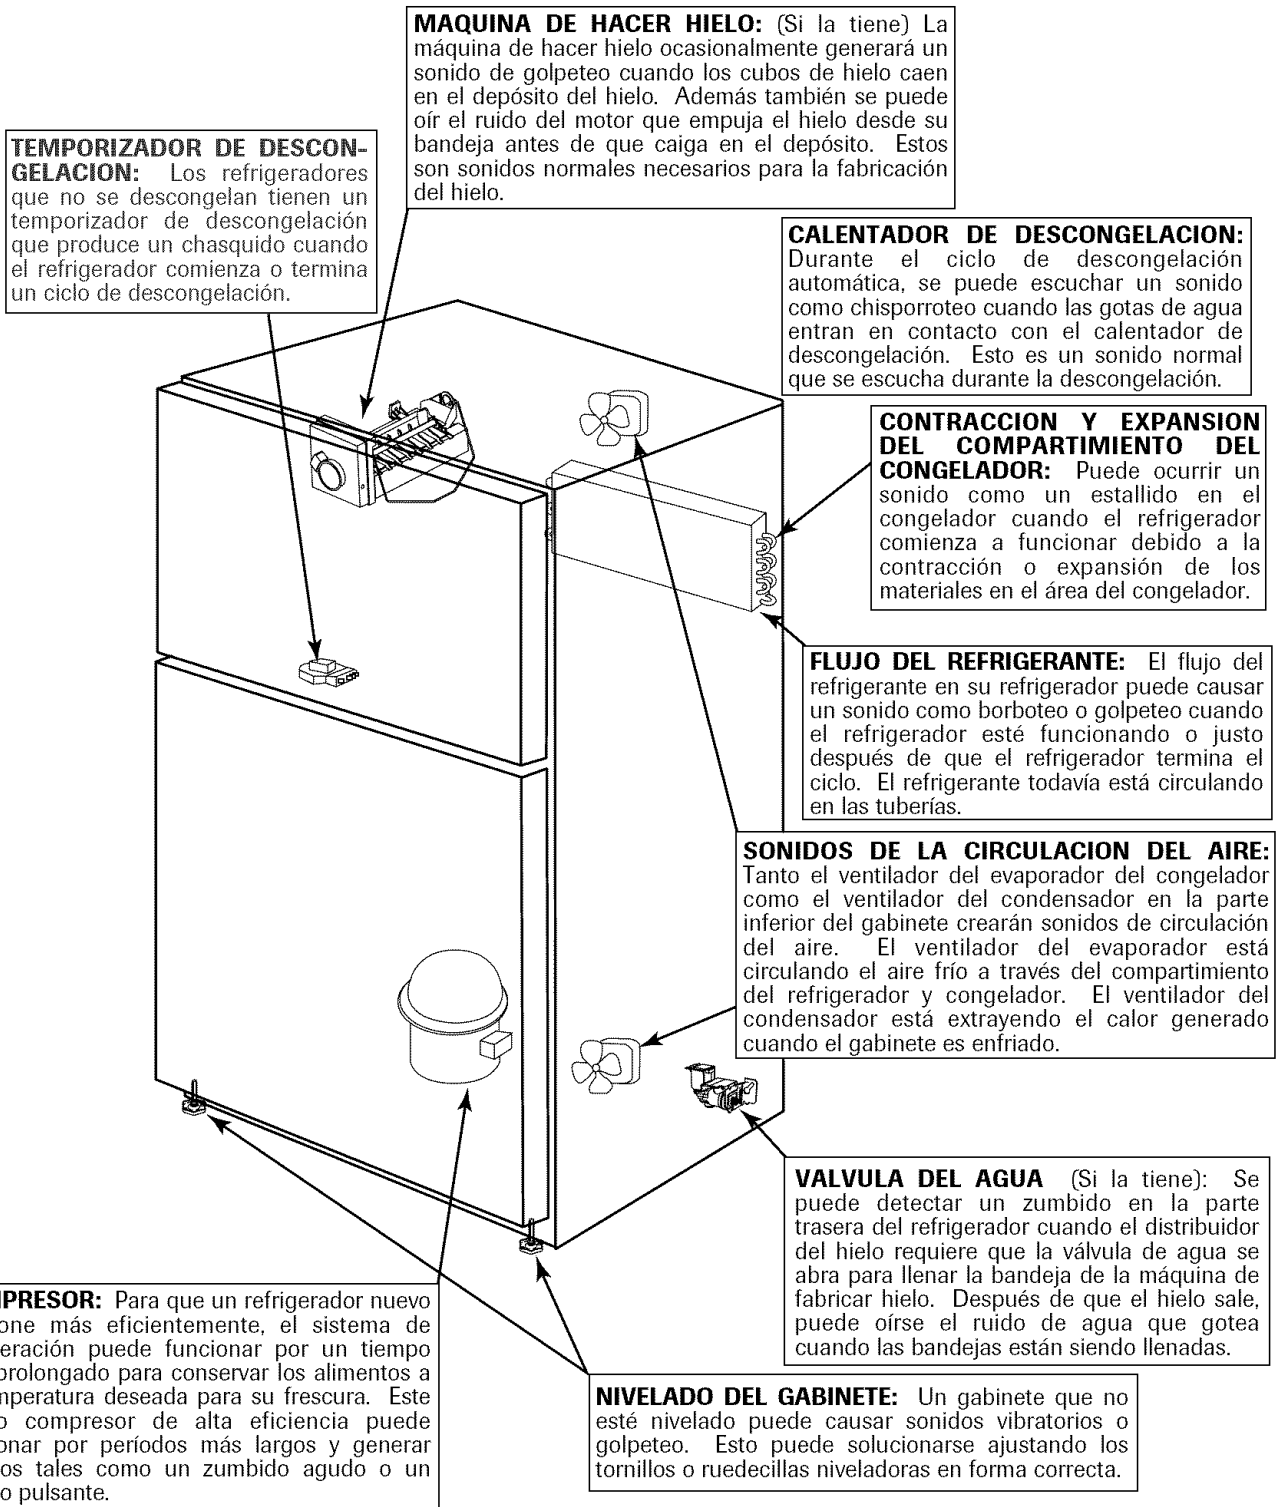 MAQUINA DE HACER HIELO: (Si la tiene) La
máquina de hacer hielo ocasionalmente generará un
sonido de golpeteo cuando los cubos de hielo caen
en el depósito del hielo. Además también se puede
oír el ruido del motor que empuja el hielo desde su
bandeja antes de que caiga en el depósito. Estos
son sonidos normales necesarios para la fabricación
del hielo.
TEMPORIZADOR DE DESCON-
GELACION: Los refrigeradores
que no se descongelan tienen un
temporizador de descongelación
que produce un chasquido cuando
el refrigerador comienza o termina
un ciclo de descongelación.
CALENTADOR DE DESCONGELACION:
Durante el ciclo de descongelación
automática, se puede escuchar un sonido
como chisporroteo cuando las gotas de agua
entran en contacto con el calentador de
descongelación. Esto es un sonido normal
que se escucha durante la descongelación.
CONTRACCION Y EXPANSION
DEL COMPARTIMIENTO DEL
CONGELADOR: Puede ocurrir un
sonido como un estallido en el
congelador cuando el refrigerador
comienza a funcionar debido a la
contracción o expansión de los
materiales en el área del congelador.
FLUJO DEL REFRIGERANTE: El flujo del
refrigerante en su refrigerador puede causar
un sonido como borboteo o golpeteo cuando
el refrigerador esté funcionando o justo
después de que el refrigerador termina el
ciclo. El refrigerante todavía está circulando
en las tuberías.
SONIDOS DE LA CIRCULACION DEL AIRE:
Tanto el ventilador del evaporador del congelador
como el ventilador del condensador en la parte
inferior del gabinete crearán sonidos de circulación
del aire. El ventilador del evaporador está
circulando el aire frío a través del compartimiento
del refrigerador y congelador. El ventilador del
condensador está extrayendo el calor generado
cuando el gabinete es enfriado.
VALVULA DEL AGUA (Si la tiene): Se
puede detectar un zumbido en la parte
trasera del refrigerador cuando el distribuidor
del hielo requiere que la válvula de agua se
abra para llenar la bandeja de la máquina de
fabricar hielo. Después de que el hielo sale,
puede oírse el ruido de agua que gotea
cuando las bandejas están siendo llenadas.
MPRESOR: Para que un refrigerador nuevo
one más eficientemente, el sistema de
eración puede funcionar por un tiempo
prolongado para conservar los alimentos a
mperatura deseada para su frescura. Este
o compresor de alta eficiencia puede
onar por períodos más largos y generar
os tales como un zumbido agudo o un
o pulsante.
NIVELADO DEL GABINETE: Un gabinete que no
esté nivelado puede causar sonidos vibratorios o
golpeteo. Esto puede solucionarse ajustando los
tornillos o ruedecillas niveladoras en forma correcta.